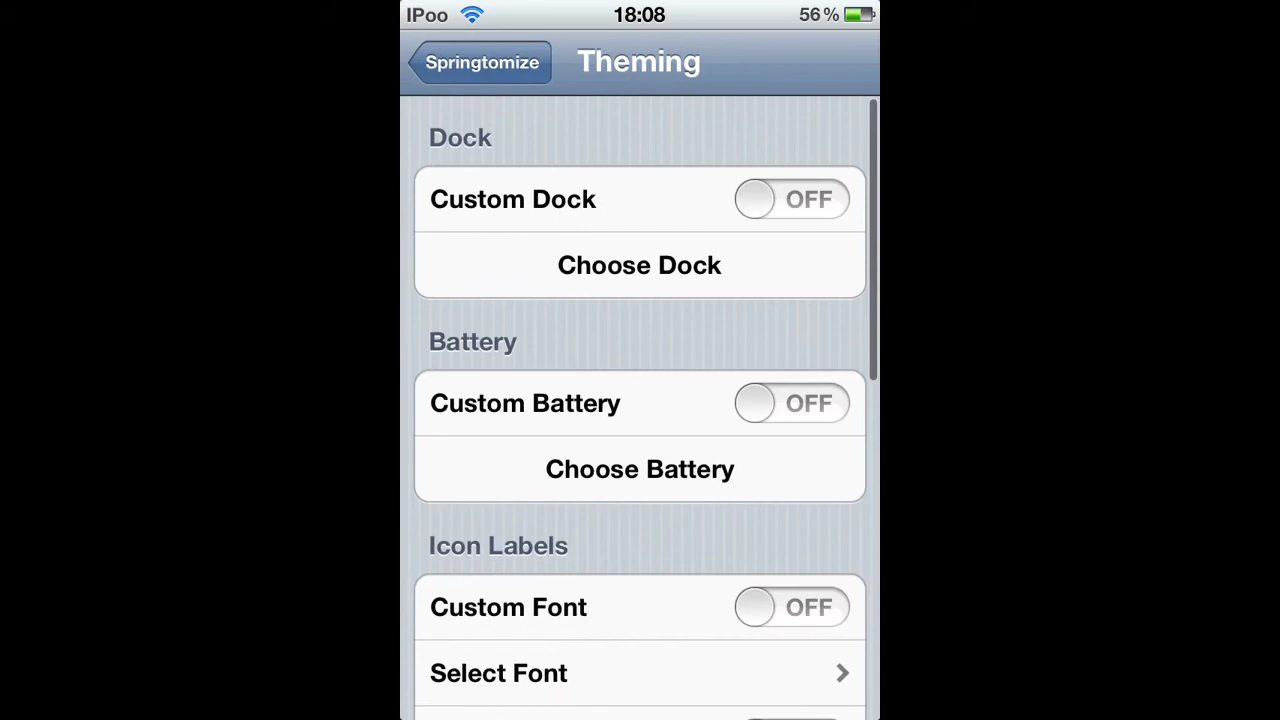 IPoo 18:08 56 %
Springtomize Theming
Dock
Custom Dock OFF
Choose Dock
Battery
Custom Battery OFF
Choose Battery
Icon Labels
Custom Font OFF
Select Font